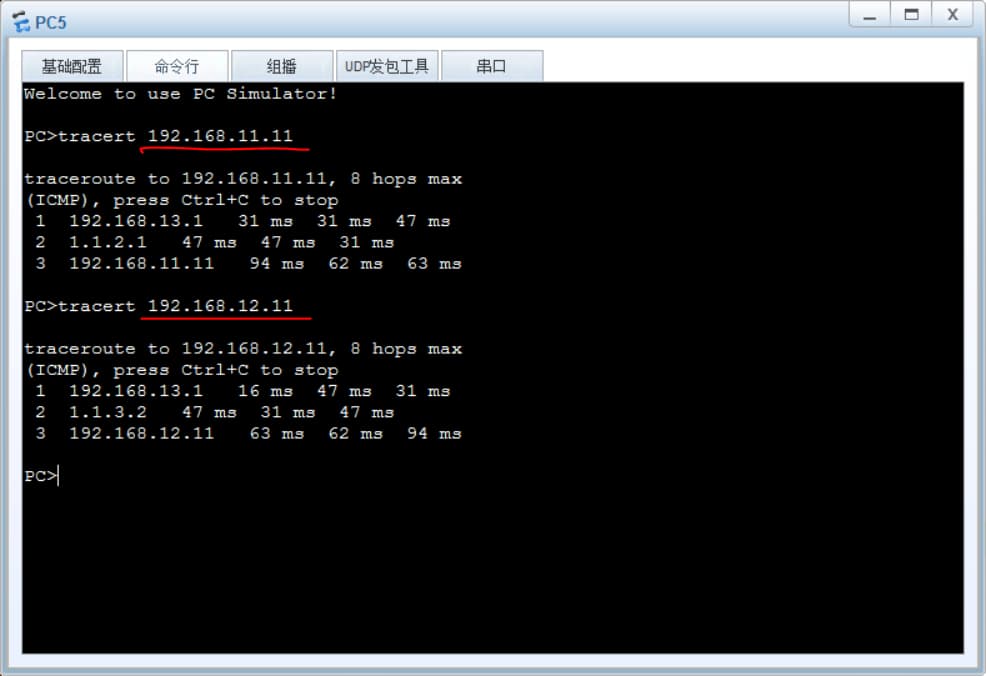 PC5
基础配置 命令行 组播 UDP发包工具 串口
Welcome to use PC Simulator!
PC>tracert 192.168.11.11
traceroute to 192.168.11.11, 8 hops max
(ICMP), press Ctrl+C to stop
1 192.168.13.1 31 ms 31 ms 47 ms
2 1.1.2.1 47 ms 47 ms 31 ms
3 192.168.11.11 94 ms 62 ms 63 ms
PC>tracert 192.168.12.11
traceroute to 192.168.12.11, 8 hops max
(ICMP), press Ctrl+C to stop
1 192.168.13.1 16 ms 47 ms 31 ms
2 1.1.3.2 47 ms 31 ms 47 ms
3 192.168.12.11 63 ms 62 ms 94 ms
PC>